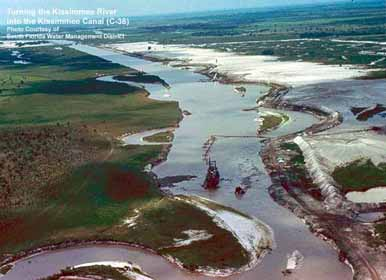 Turning the Kissimmee River
into the Kissimmee Canal (C-38)
Photo Courtesy of
South Florida Water Management District